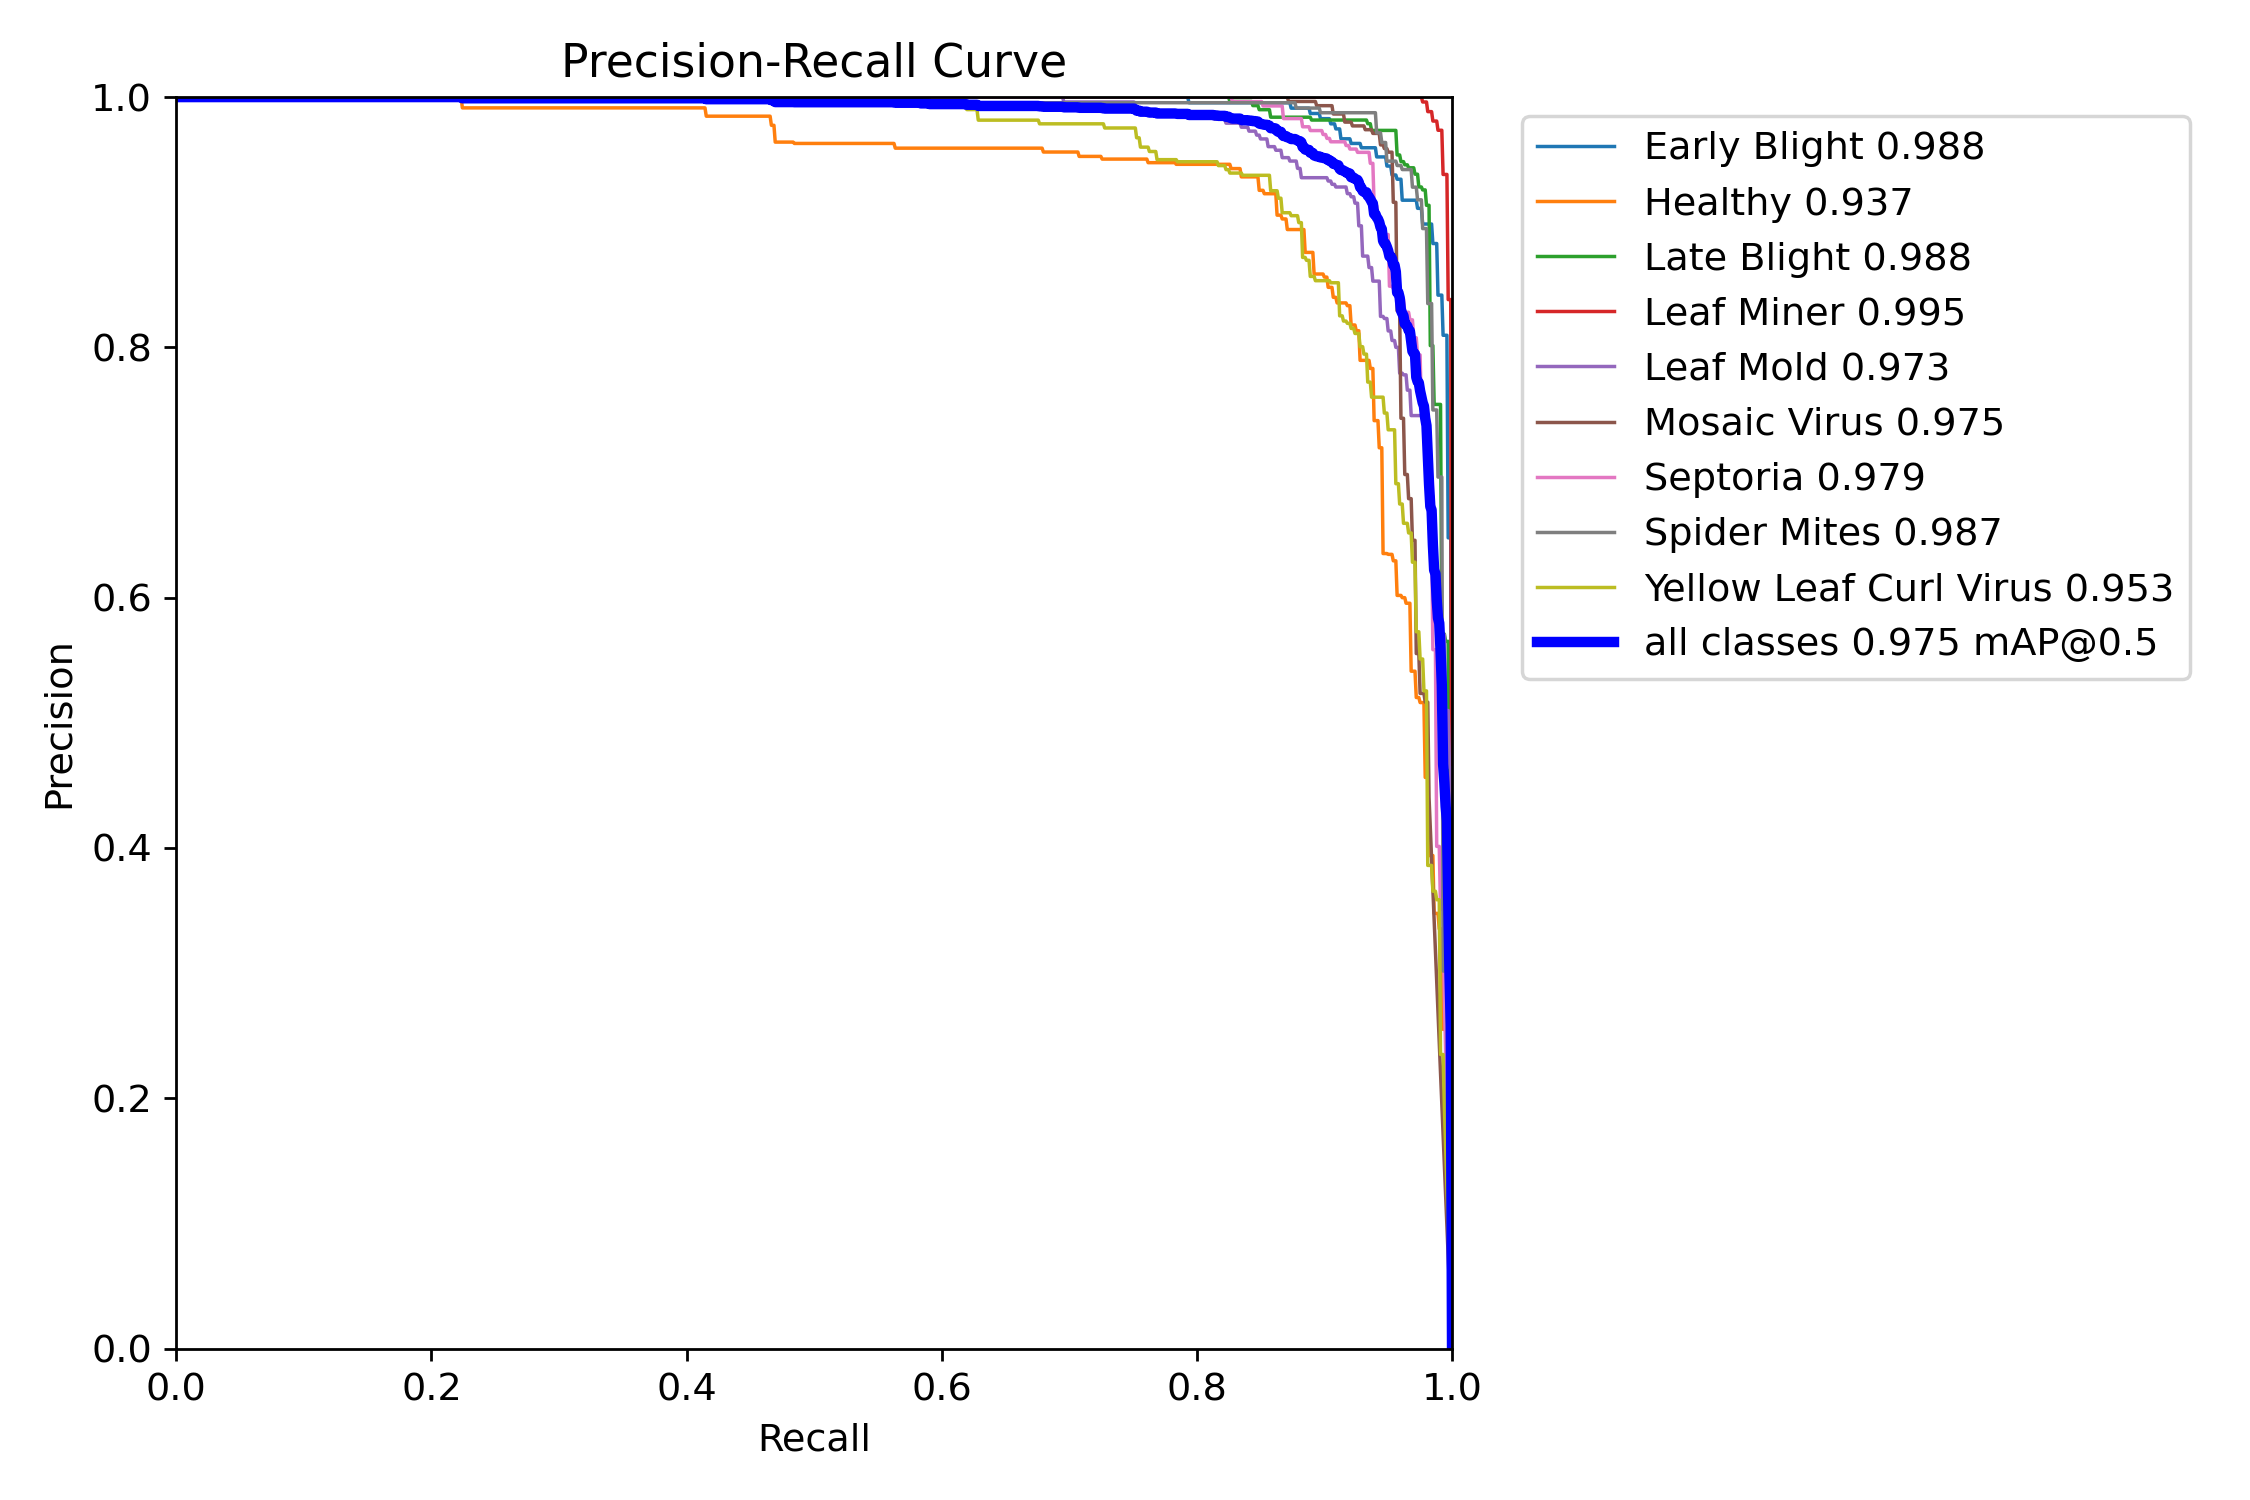 Precision-Recall Curve
1.0
0.8
0.6
0.4
0.2
0.0
Precision
0.0 0.2 0.4 0.6 0.8 1.0
Recall
Early Blight 0.988
Healthy 0.937
Late Blight 0.988
Leaf Miner 0.995
Leaf Mold 0.973
Mosaic Virus 0.975
Septoria 0.979
Spider Mites 0.987
Yellow Leaf Curl Virus 0.953
all classes 0.975 mAP@0.5